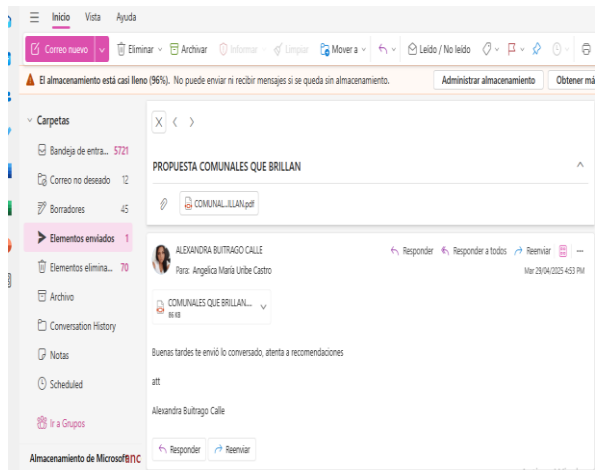 Inicio Vista Ayuda
Correo nuevo Eliminar Archivar Informar Limpiar Mover a Leído / No leído
El almacenamiento está casi lleno (96%). No puede enviar ni recibir mensajes si se queda sin almacenamiento. Administrar almacenamiento Obtener má
Carpetas
Bandeja de entra... 5721
Correo no deseado 12
Borradores 45
Elementos enviados 1
Elementos elimina... 70
Archivo
Conversation History
Notas
Scheduled
Ir a Grupos
Almacenamiento de Microsoft
PROPUESTA COMUNALES QUE BRILLAN
COMUNAL...ILLAN.pdf
ALEXANDRA BUITRAGO CALLE
Responder Responder a todos Reenviar
Para: Angelica María Uribe Castro
Mar 29/04/2025 4:53 PM
COMUNALES QUE BRILLAN....
86 KB
Buenas tardes te envió lo conversado, atenta a recomendaciones
att
Alexandra Buitrago Calle
Responder Reenviar